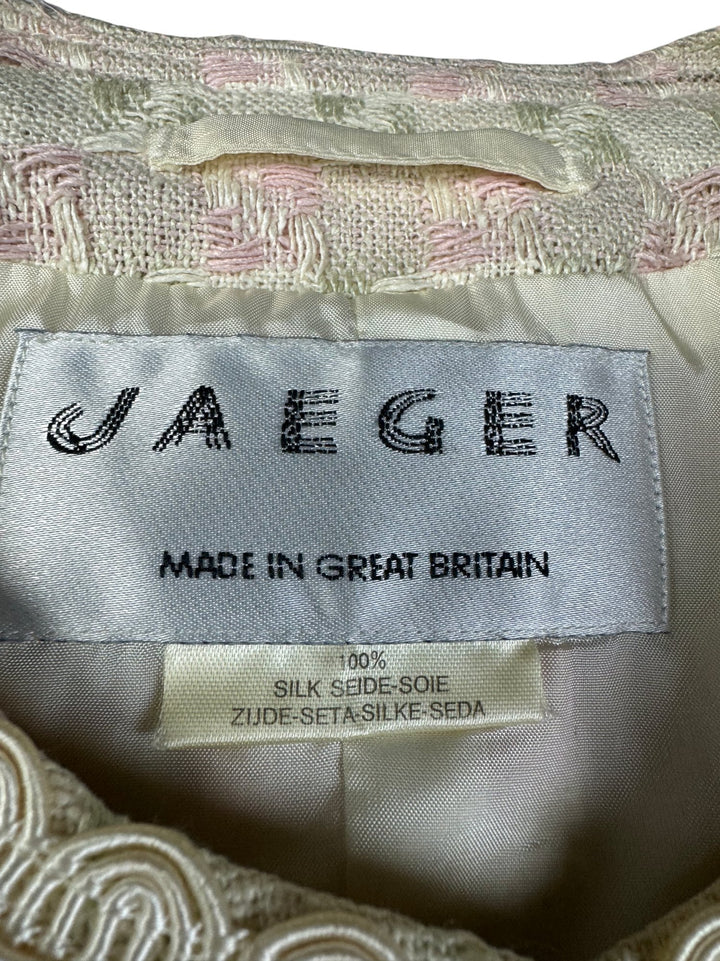 JAEGER
MADE IN GREAT BRITAIN
100%
SILK SEIDE-SOIE
ZIJDE-SETA-SILKE-SEDA